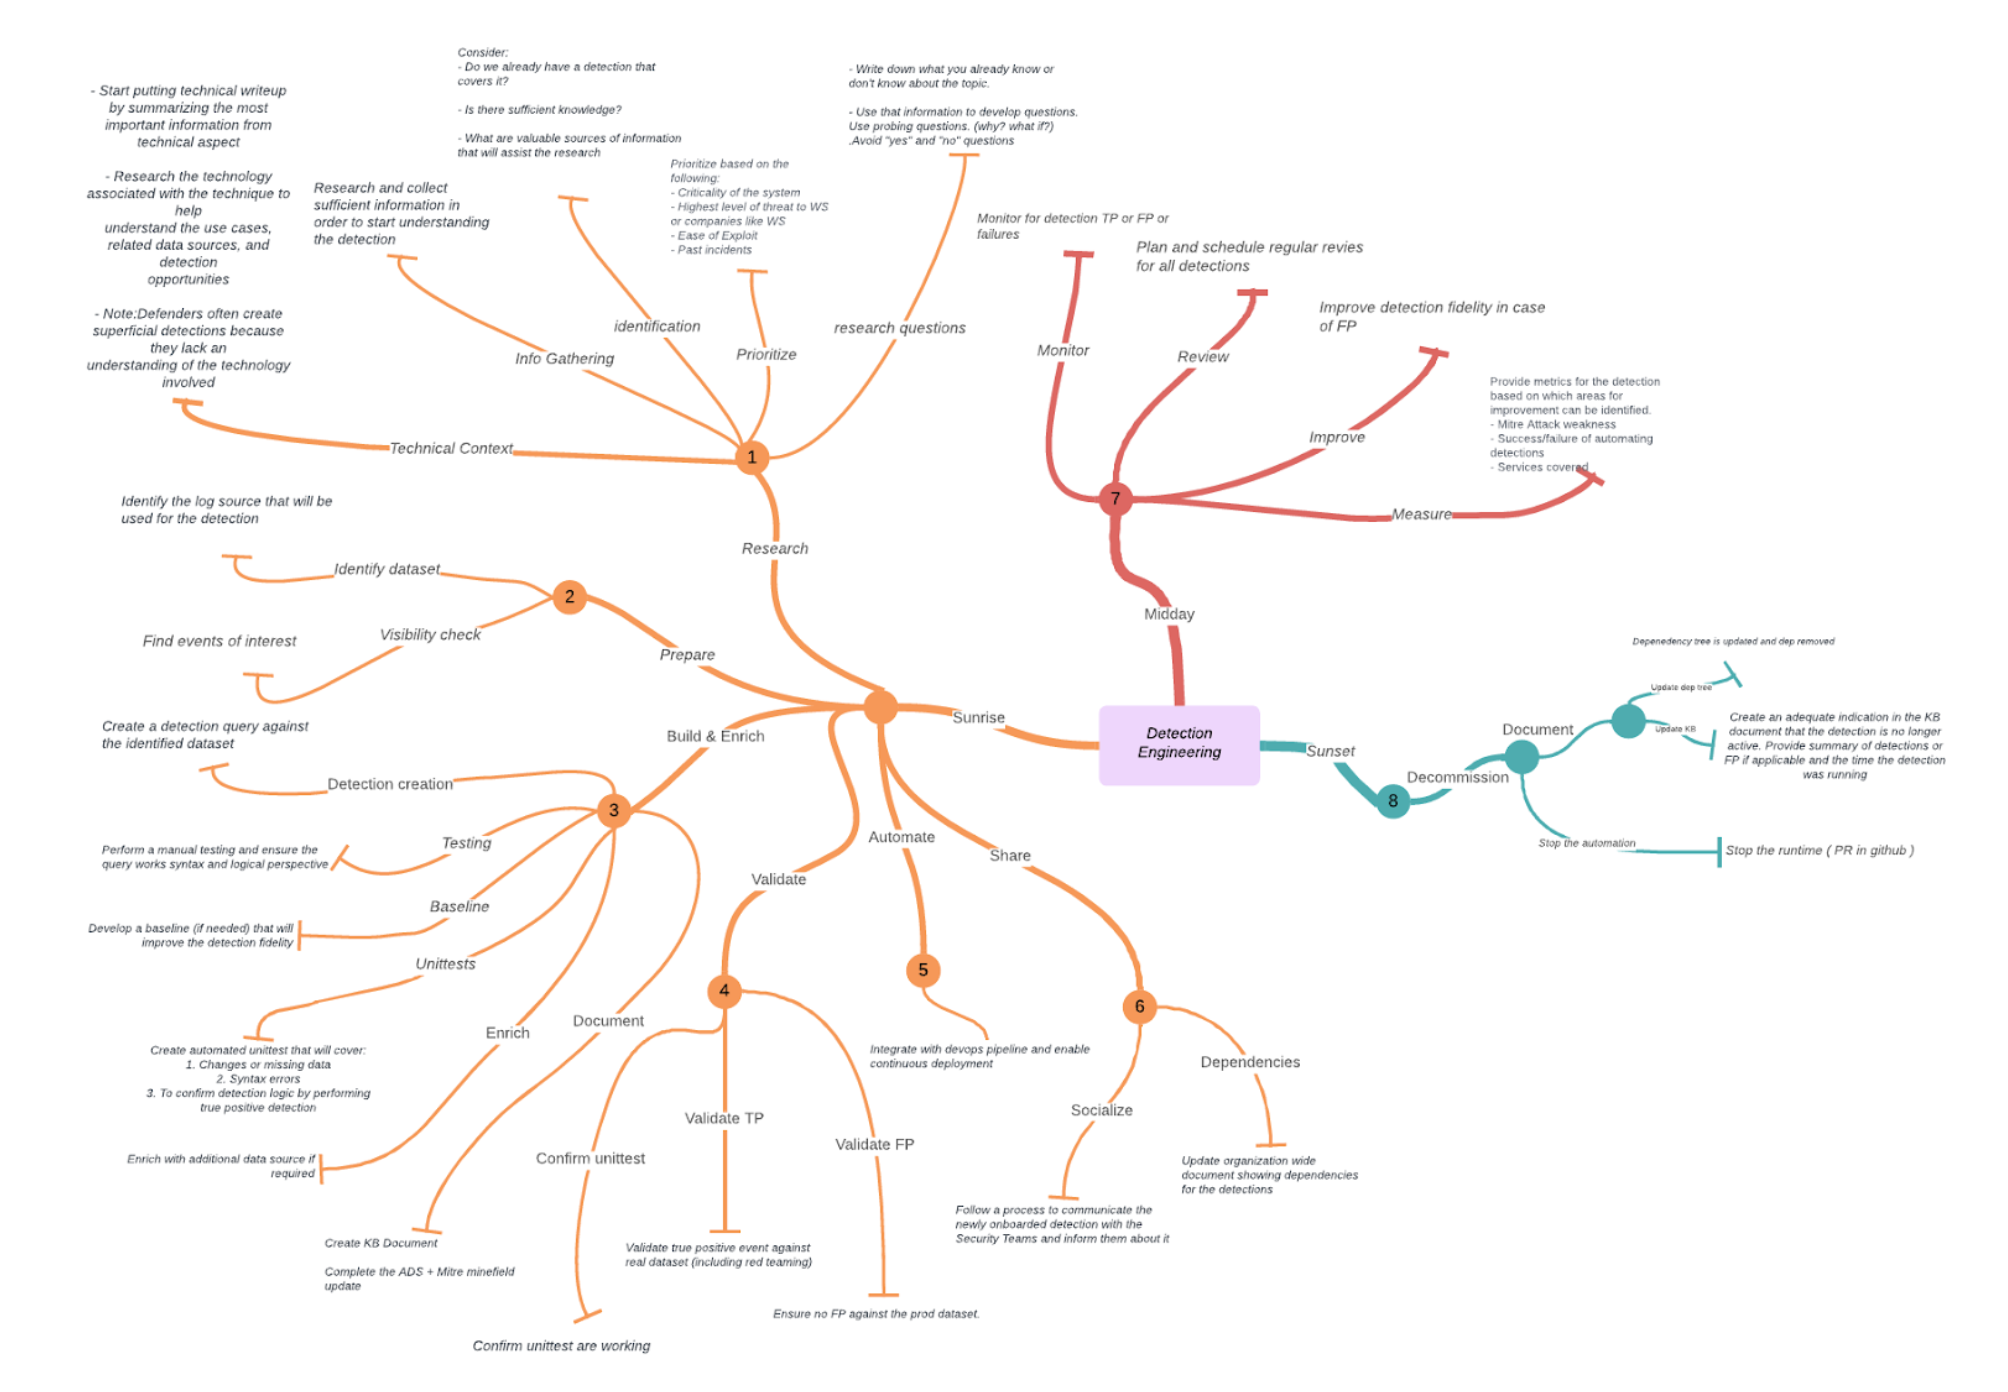 Consider:
- Do we already have a detection that
covers it?
- Is there sufficient knowledge?
- What are valuable sources of information
that will assist the research
- Write down what you already know or
don't know about the topic.
- Use that information to develop questions.
Use probing questions. (why? what if?)
.Avoid "yes" and "no" questions
- Start putting technical writeup
by summarizing the most
important information from
technical aspect
- Research the technology
associated with the technique to
help
understand the use cases,
related data sources, and
detection
opportunities
- Note:Defenders often create
superficial detections because
they lack an
understanding of the technology
involved
Research and collect
sufficient information in
order to start understanding
the detection
Prioritize based on the
following:
- Criticality of the system
- Highest level of threat to WS
or companies like WS
- Ease of Exploit
- Past incidents
identification
Info Gathering
Prioritize
research questions
Technical Context
1
Research
Monitor for detection TP or FP or
failures
Plan and schedule regular revies
for all detections
Improve detection fidelity in case
of FP
Provide metrics for the detection
based on which areas for
improvement can be identified.
- Mitre Attack weakness
- Success/failure of automating
detections
- Services covered
Monitor
Review
Improve
Measure
7
Midday
Identify the log source that will be
used for the detection
Identify dataset
2
Visibility check
Find events of interest
Prepare
Sunrise
Detection
Engineering
Sunset
8
Decommission
Document
Depenedency tree is updated and dep removed
Update dep tree
Update KB
Create an adequate indication in the KB
document that the detection is no longer
active. Provide summary of detections or
FP if applicable and the time the detection
was running
Stop the automation
Stop the runtime ( PR in github )
Create a detection query against
the identified dataset
Build & Enrich
Detection creation
3
Testing
Perform a manual testing and ensure the
query works syntax and logical perspective
Baseline
Develop a baseline (if needed) that will
improve the detection fidelity
Unittests
Create automated unittest that will cover:
1. Changes or missing data
2. Syntax errors
3. To confirm detection logic by performing
true positive detection
Enrich
Enrich with additional data source if
required
Document
Create KB Document
Complete the ADS + Mitre minefield
update
Validate
4
Confirm unittest
Confirm unittest are working
Validate TP
Validate true positive event against
real dataset (including red teaming)
Validate FP
Ensure no FP against the prod dataset.
Automate
5
Integrate with devops pipeline and enable
continuous deployment
Share
6
Socialize
Follow a process to communicate the
newly onboarded detection with the
Security Teams and inform them about it
Dependencies
Update organization wide
document showing dependencies
for the detections